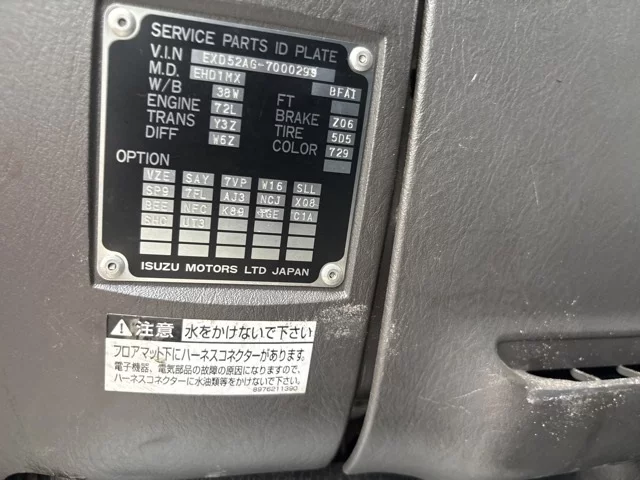 SERVICE PARTS ID PLATE
V.I.N EXD52AG-7000299
M.D. EHD1MX 8FA1
W/B 38W FT
ENGINE 72L BRAKE Z06
TRANS Y3Z TIRE 5D5
DIFF W6Z COLOR 729
OPTION
VZE SAY 7VP W16 SLL
SP9 7FL AJ3 NCJ X08
BEE NFC K89 TGE C1A
SHC UT3
ISUZU MOTORS LTD JAPAN
注意 水をかけないで下さい
フロアマット下にハーネスコネクターがあります。
電子機器、電気部品の故障の原因になりますので、
ハーネスコネクターに水油類等をかけないで下さい。
8976211390